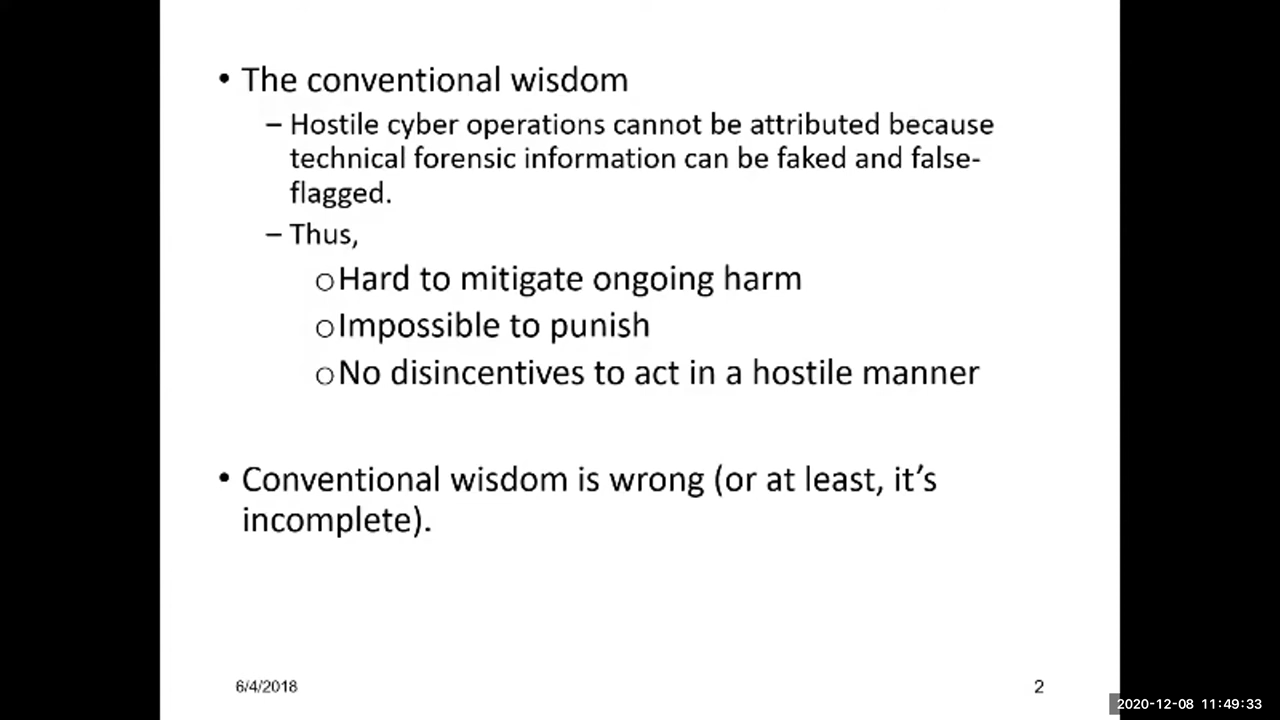 • The conventional wisdom
– Hostile cyber operations cannot be attributed because
technical forensic information can be faked and false-
flagged.
– Thus,
○Hard to mitigate ongoing harm
○Impossible to punish
○No disincentives to act in a hostile manner
• Conventional wisdom is wrong (or at least, it’s
incomplete).
6/4/2018
2
2020-12-08 11:49:33